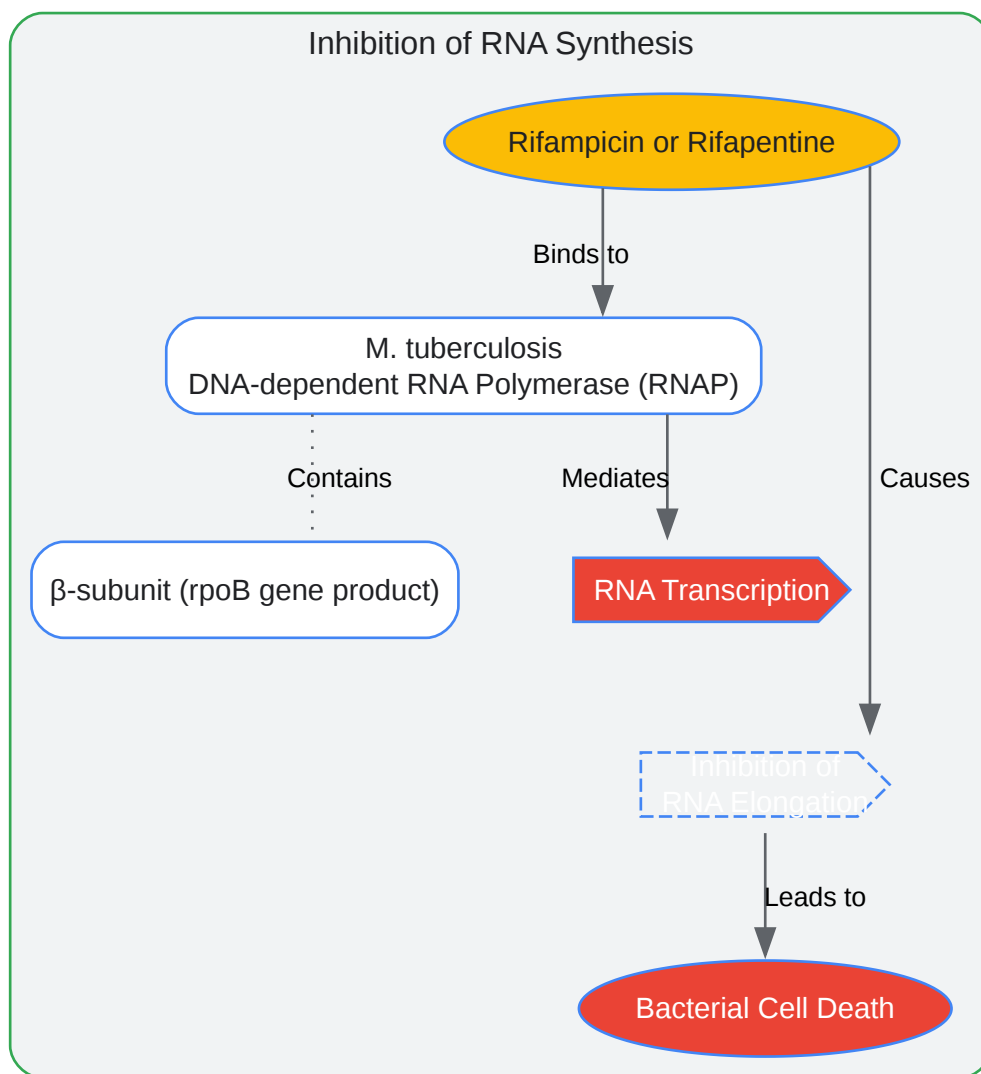 Inhibition of RNA Synthesis
Rifampicin or Rifapentine
Binds to
M. tuberculosis
DNA-dependent RNA Polymerase (RNAP)
Contains
Mediates
Causes
β-subunit (rpoB gene product)
RNA Transcription
Inhibition of
RNA Elongation
Leads to
Bacterial Cell Death